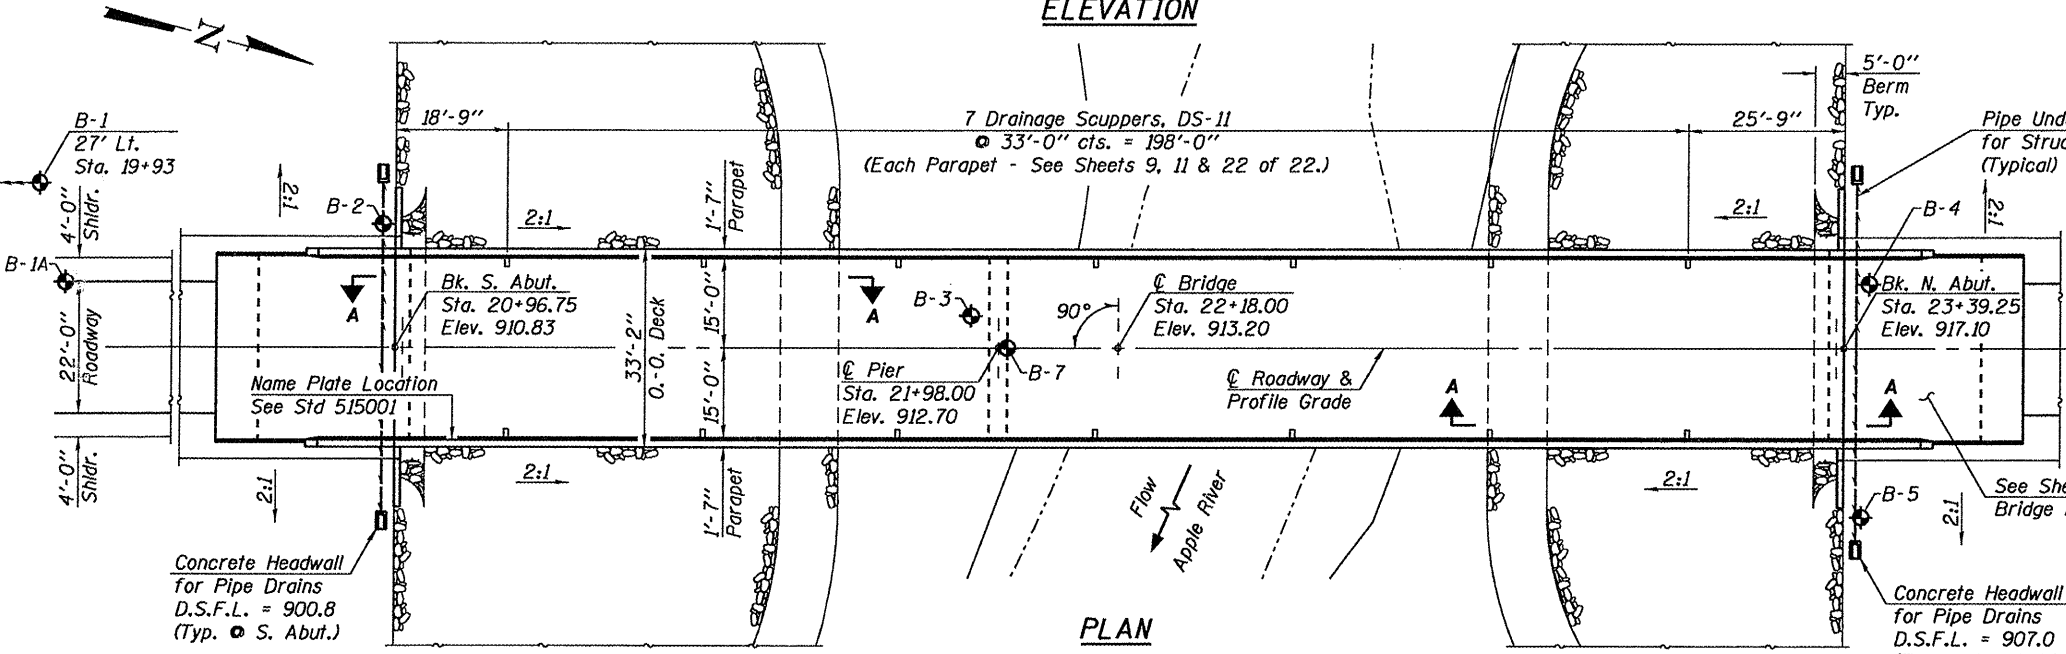 ELEVATION
N
B-1
27' Lt.
Sta. 19+93
18'-9"
7 Drainage Scuppers, DS-11
@ 33'-0" cts. = 198'-0"
(Each Parapet - See Sheets 9, 11 & 22 of 22.)
25'-9"
5'-0"
Berm
Typ.
Pipe Und
for Struc
(Typical)
4'-0"
Shldr.
2:1
B-2
2:1
1'-7"
Parapet
2:1
B-4
2:1
B-1A
A
Bk. S. Abut.
Sta. 20+96.75
Elev. 910.83
A
B-3
90°
℄ Bridge
Sta. 22+18.00
Elev. 913.20
Bk. N. Abut.
Sta. 23+39.25
Elev. 917.10
22'-0"
Roadway
33'-2"
O.-O. Deck
15'-0"
15'-0"
Name Plate Location
See Std 515001
℄ Pier
Sta. 21+98.00
Elev. 912.70
B-7
℄ Roadway &
Profile Grade
A
A
4'-0"
Shldr.
2:1
2:1
1'-7"
Parapet
Flow
Apple River
2:1
B-5
2:1
See She
Bridge
Concrete Headwall
for Pipe Drains
D.S.F.L. = 900.8
(Typ. @ S. Abut.)
PLAN
Concrete Headwall
for Pipe Drains
D.S.F.L. = 907.0